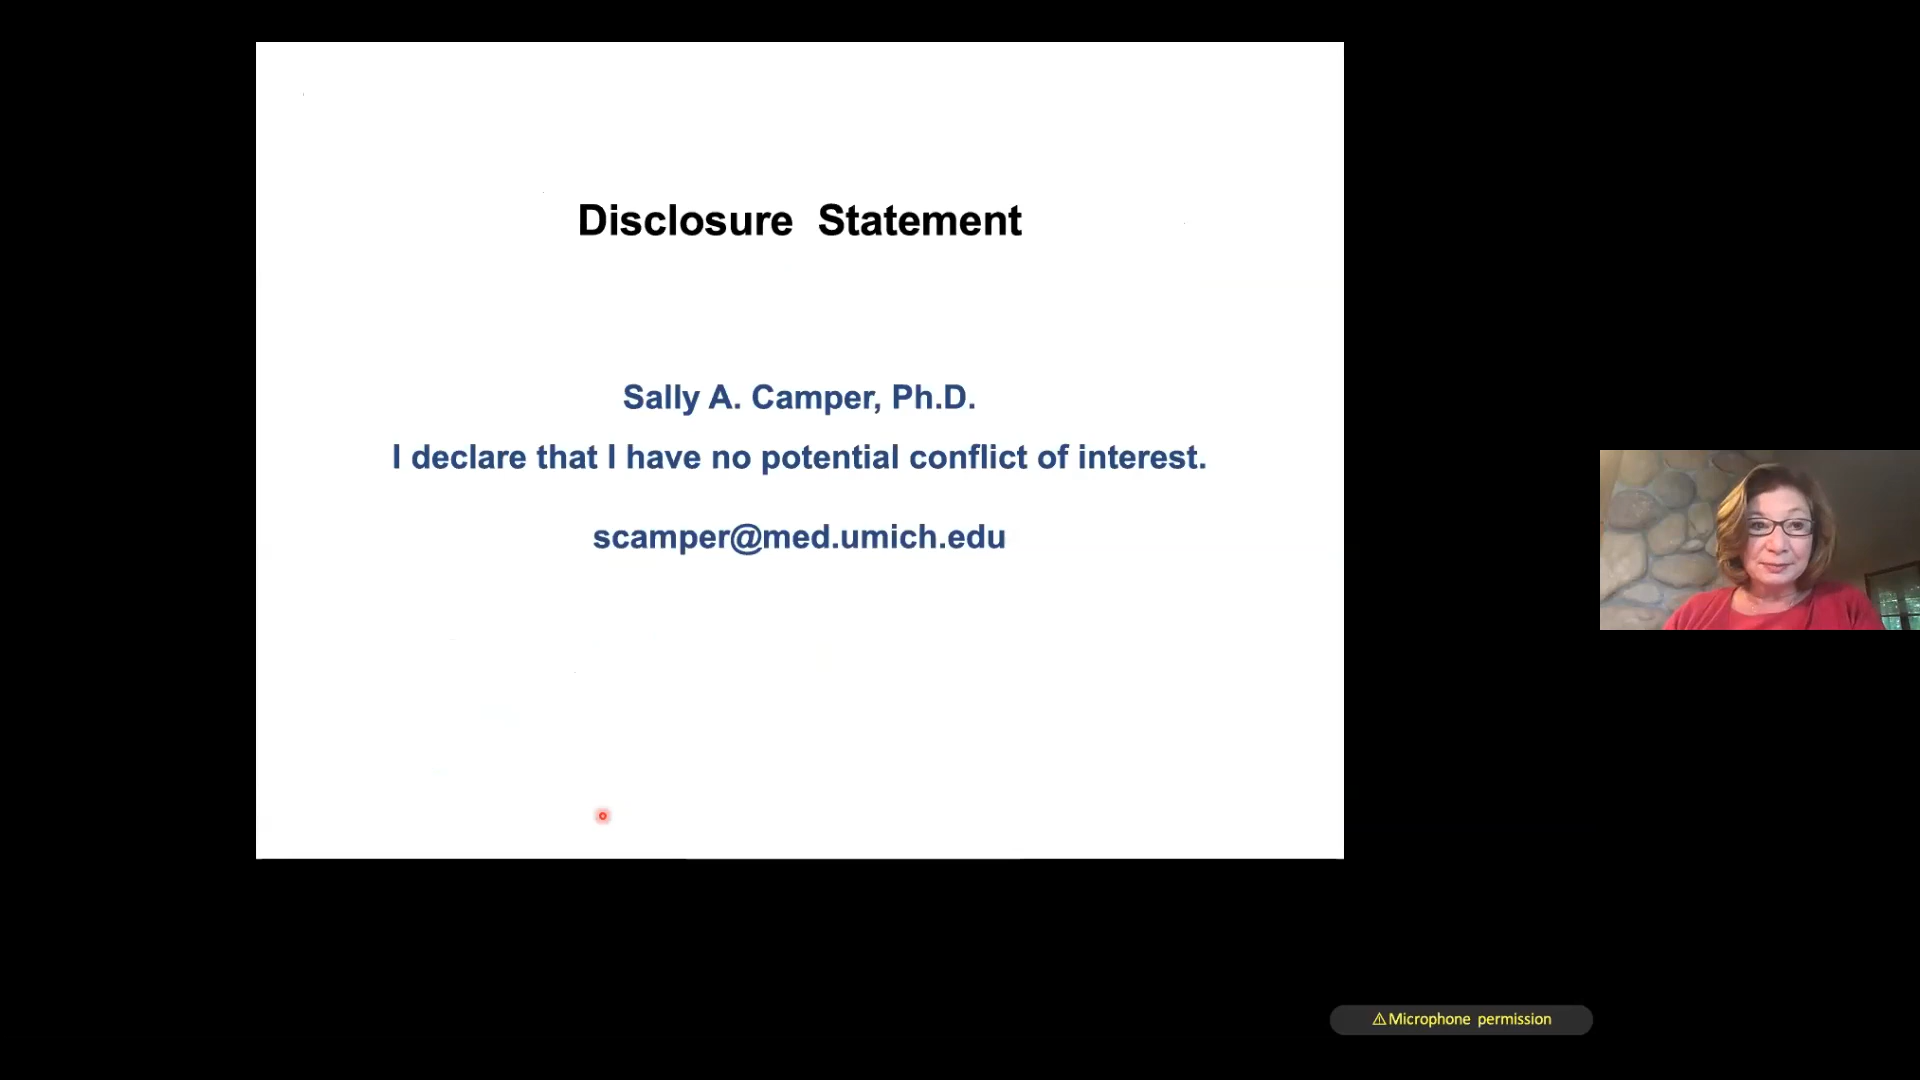 Disclosure Statement
Sally A. Camper, Ph.D.
I declare that I have no potential conflict of interest.
scamper@med.umich.edu
⚠Microphone permission